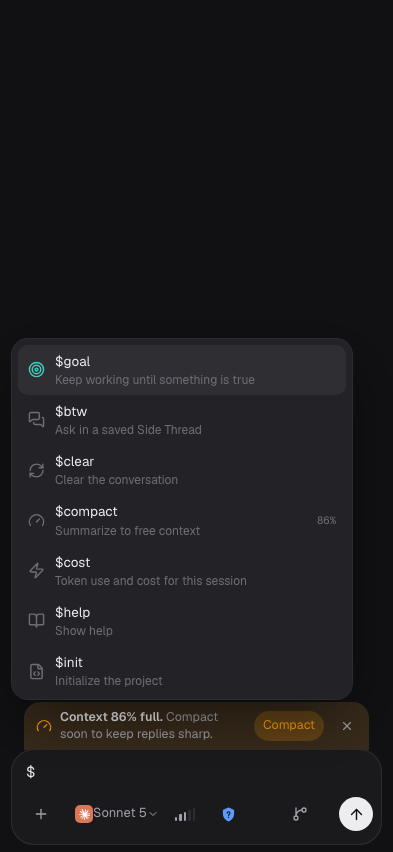 $goal
Keep working until something is true
$btw
Ask in a saved Side Thread
$clear
Clear the conversation
$compact
Summarize to free context
86%
$cost
Token use and cost for this session
$help
Show help
$init
Initialize the project
Context 86% full. Compact
soon to keep replies sharp.
Compact
$
Sonnet 5